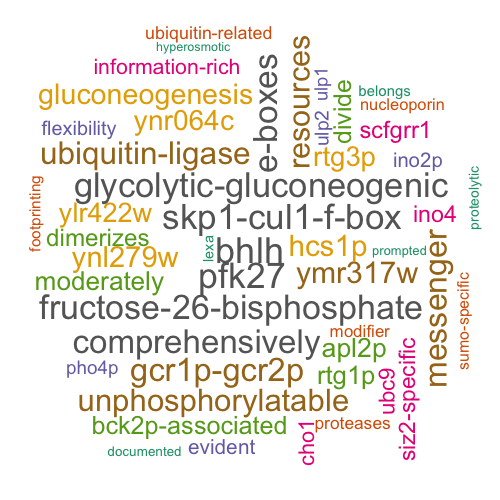 ubiquitin-related
hyperosmotic
information-rich
e-boxes
resources
ulp1
gluconeogenesis
divide
belongs
nucleoporin
flexibility
ynr064c
ulp2
scfgrr1
ubiquitin-ligase
rtg3p
ino2p
proteolytic
glycolytic-gluconeogenic
footprinting
ylr422w
skp1-cul1-f-box
ino4
dimerizes
lexa
bhlh
hcs1p
prompted
ynl279w
moderately
pfk27
ymr317w
messenger
sumo-specific
fructose-26-bisphosphate
comprehensively
modifier
apl2p
siz2-specific
pho4p
gcr1p-gcr2p
rtg1p
ubc9
unphosphorylatable
bck2p-associated
cho1
proteases
documented
evident